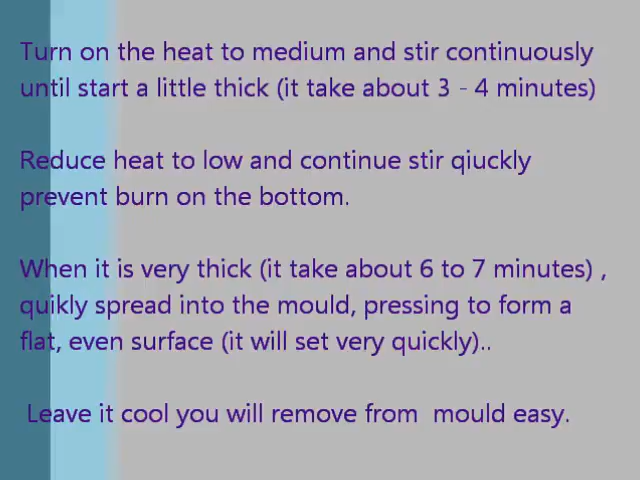 Turn on the heat to medium and stir continuously
until start a little thick (it take about 3 - 4 minutes)
Reduce heat to low and continue stir qiuckly
prevent burn on the bottom.
When it is very thick (it take about 6 to 7 minutes) ,
quikly spread into the mould, pressing to form a
flat, even surface (it will set very quickly)..
Leave it cool you will remove from  mould easy.